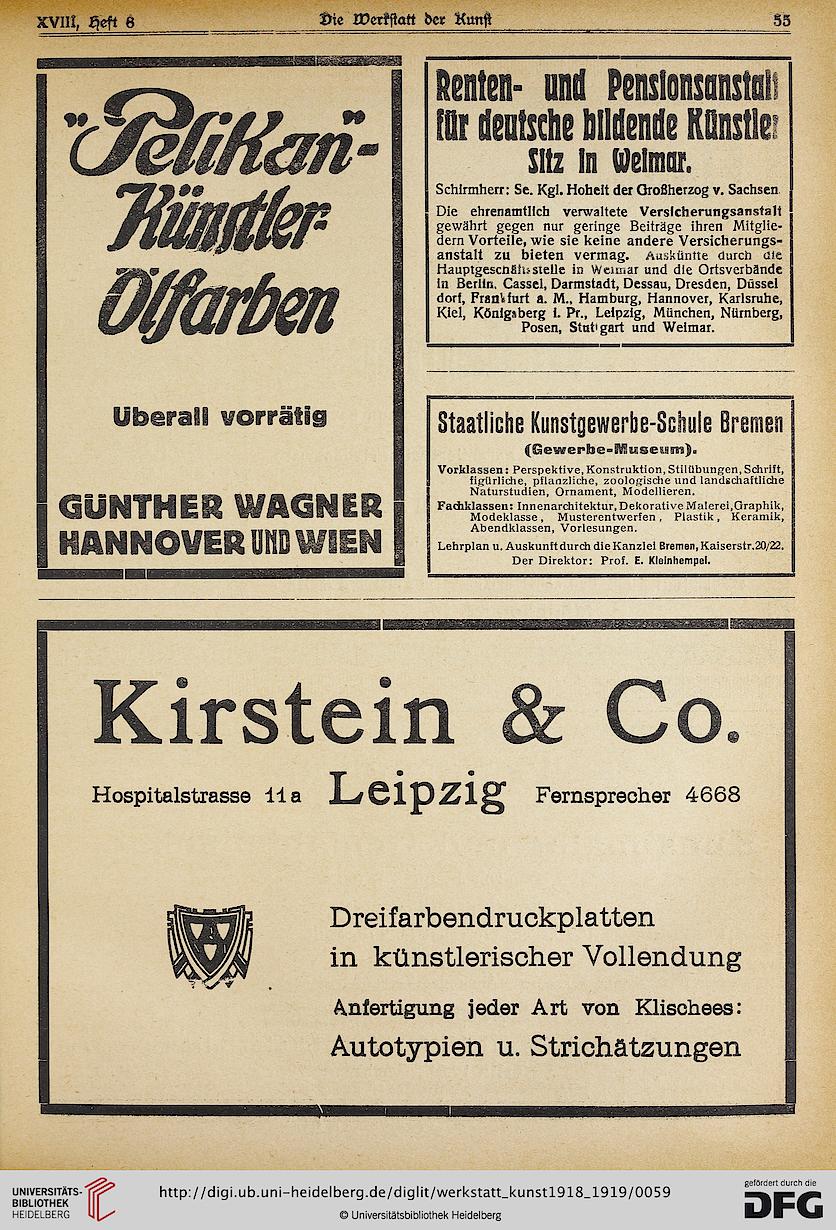 XVIII, Heft 6 Die Werkstatt der Kunst 55
"Pelikan"-
Künstler-
Ölfarben
Überall vorrätig
GÜNTHER WAGNER
HANNOVER UND WIEN
Renten- und Pensionsanstalt
für deutsche bildende Künstler
Sitz in Weimar.
Schirmherr: Se. Kgl. Hoheit der Großherzog v. Sachsen.
Die ehrenamtlich verwaltete Versicherungsanstalt
gewährt gegen nur geringe Beiträge ihren Mitglie-
dern Vorteile, wie sie keine andere Versicherungs-
anstalt zu bieten vermag. Auskünfte durch die
Hauptgeschäftsstelle in Weimar und die Ortsverbände
in Berlin, Cassel, Darmstadt, Dessau, Dresden, Düssel
dorf, Frankfurt a. M., Hamburg, Hannover, Karlsruhe,
Kiel, Königsberg i. Pr., Leipzig, München, Nürnberg,
Posen, Stuttgart und Weimar.
Staatliche Kunstgewerbe-Schule Bremen
(Gewerbe-Museum).
Vorklassen: Perspektive, Konstruktion, Stilübungen, Schrift,
figürliche, pflanzliche, zoologische und landschaftliche
Naturstudien, Ornament, Modellieren.
Fachklassen: Innenarchitektur, Dekorative Malerei, Graphik,
Modeklasse, Musterentwerfen, Plastik, Keramik,
Abendklassen, Vorlesungen.
Lehrplan u. Auskunft durch die Kanzlei Bremen, Kaiserstr. 20/22.
Der Direktor: Prof. E. Kleinhempel.
Kirstein & Co.
Hospitalstrasse 11a Leipzig Fernsprecher 4668
Dreifarbendruckplatten
in künstlerischer Vollendung
Anfertigung jeder Art von Klischees:
Autotypien u. Strichätzungen
UNIVERSITÄTS-
BIBLIOTHEK
HEIDELBERG
http://digi.ub.uni-heidelberg.de/diglit/werkstatt_kunst1918_1919/0059
© Universitätsbibliothek Heidelberg
gefördert durch die
DFG